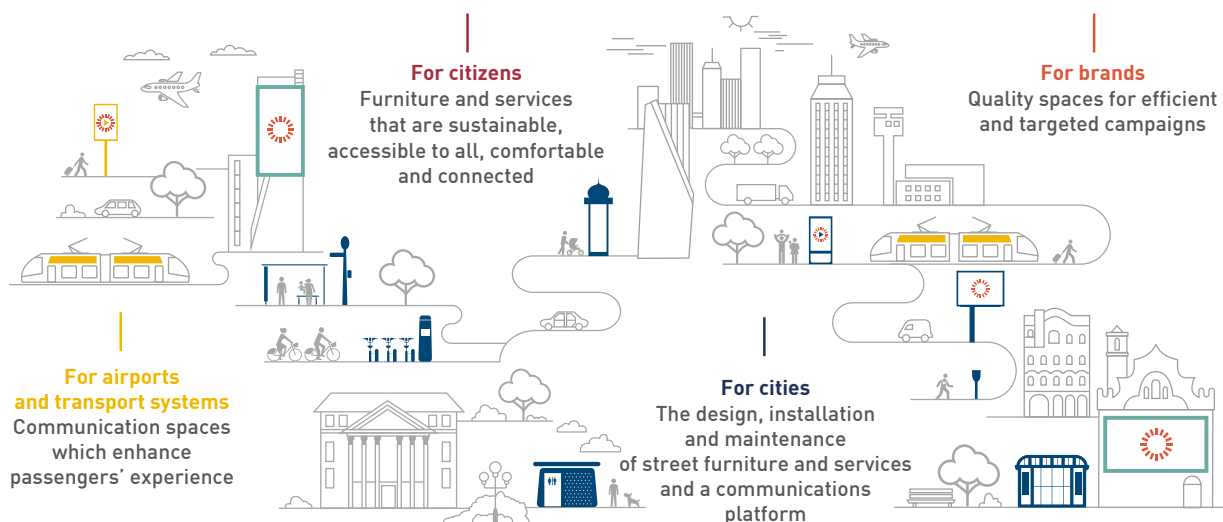 For citizens
Furniture and services
that are sustainable,
accessible to all, comfortable
and connected
For brands
Quality spaces for efficient
and targeted campaigns
For airports
and transport systems
Communication spaces
which enhance
passengers’ experience
For cities
The design, installation
and maintenance
of street furniture and services
and a communications
platform